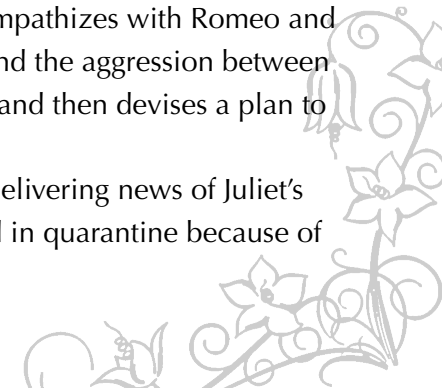 mpathizes with Romeo and
nd the aggression between
and then devises a plan to
elivering news of Juliet's
in quarantine because of